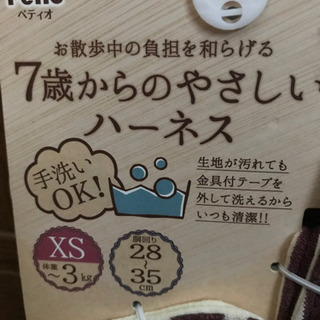 ペティオ
お散歩中の負担を和らげる
7歳からのやさしい
ハーネス
手洗い
OK!
生地が汚れても
金具付テープを
外して洗えるから
いつも清潔!!
XS
体重
~3kg
胴回り
28
~
35
cm